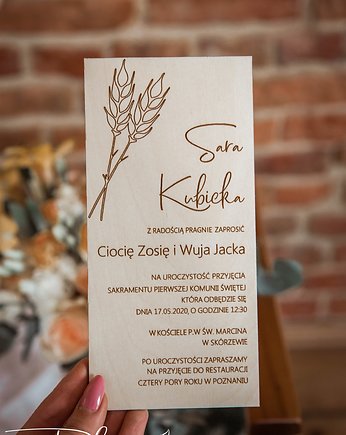 Sara
Kubicka
Z RADOŚCIĄ PRAGNIE ZAPROSIĆ
Ciocię Zosię i Wuja Jacka
NA UROCZYSTOŚĆ PRZYJĘCIA
SAKRAMENTU PIERWSZEJ KOMUNII ŚWIĘTEJ
KTÓRA ODBĘDZIE SIĘ
DNIA 17.05.2020, O GODZINIE 12:30
W KOŚCIELE P.W ŚW. MARCINA
W SKÓRZEWIE
PO UROCZYSTOŚCI ZAPRASZAMY
NA PRZYJĘCIE DO RESTAURACJI
CZTERY PORY ROKU W POZNANIU